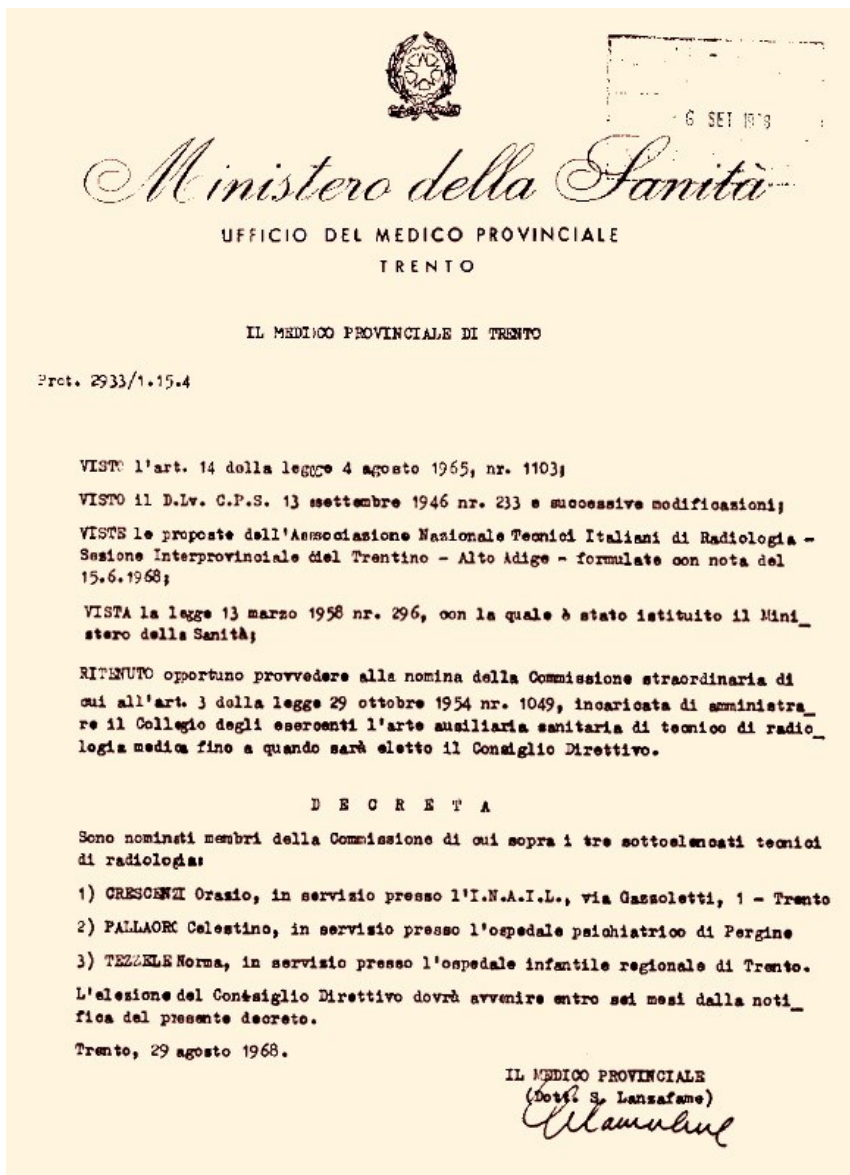 6 SET 19 8
Ministero della Sanità
UFFICIO DEL MEDICO PROVINCIALE
TRENTO
IL MEDICO PROVINCIALE DI TRENTO
Prot. 2933/1.15.4
VISTO l'art. 14 della legge 4 agosto 1965, nr. 1103;
VISTO il D.Lv. C.P.S. 13 settembre 1946 nr. 233 e successive modificazioni;
VISTE le proposte dell'Associazione Nazionale Tecnici Italiani di Radiologia -
Sezione Interprovinciale del Trentino - Alto Adige - formulate con nota del
15.6.1968;
VISTA la legge 13 marzo 1958 nr. 296, con la quale è stato istituito il Mini_
stero della Sanità;
RITENUTO opportuno provvedere alla nomina della Commissione straordinaria di
cui all'art. 3 della legge 29 ottobre 1954 nr. 1049, incaricata di amministra_
re il Collegio degli esercenti l'arte ausiliaria sanitaria di tecnico di radio_
logia medica fino a quando sarà eletto il Consiglio Direttivo.
D E C R E T A
Sono nominati membri della Commissione di cui sopra i tre sottoelencati tecnici
di radiologia:
1) CRESCENZI Orazio, in servizio presso l'I.N.A.I.L., via Gazzoletti, 1 - Trento
2) PALLAORO Celestino, in servizio presso l'ospedale psichiatrico di Pergine
3) TEZZELE Norma, in servizio presso l'ospedale infantile regionale di Trento.
L'elezione del Consiglio Direttivo dovrà avvenire entro sei mesi dalla noti_
fica del presente decreto.
Trento, 29 agosto 1968.
IL MEDICO PROVINCIALE
(Dott. S. Lanzafame)